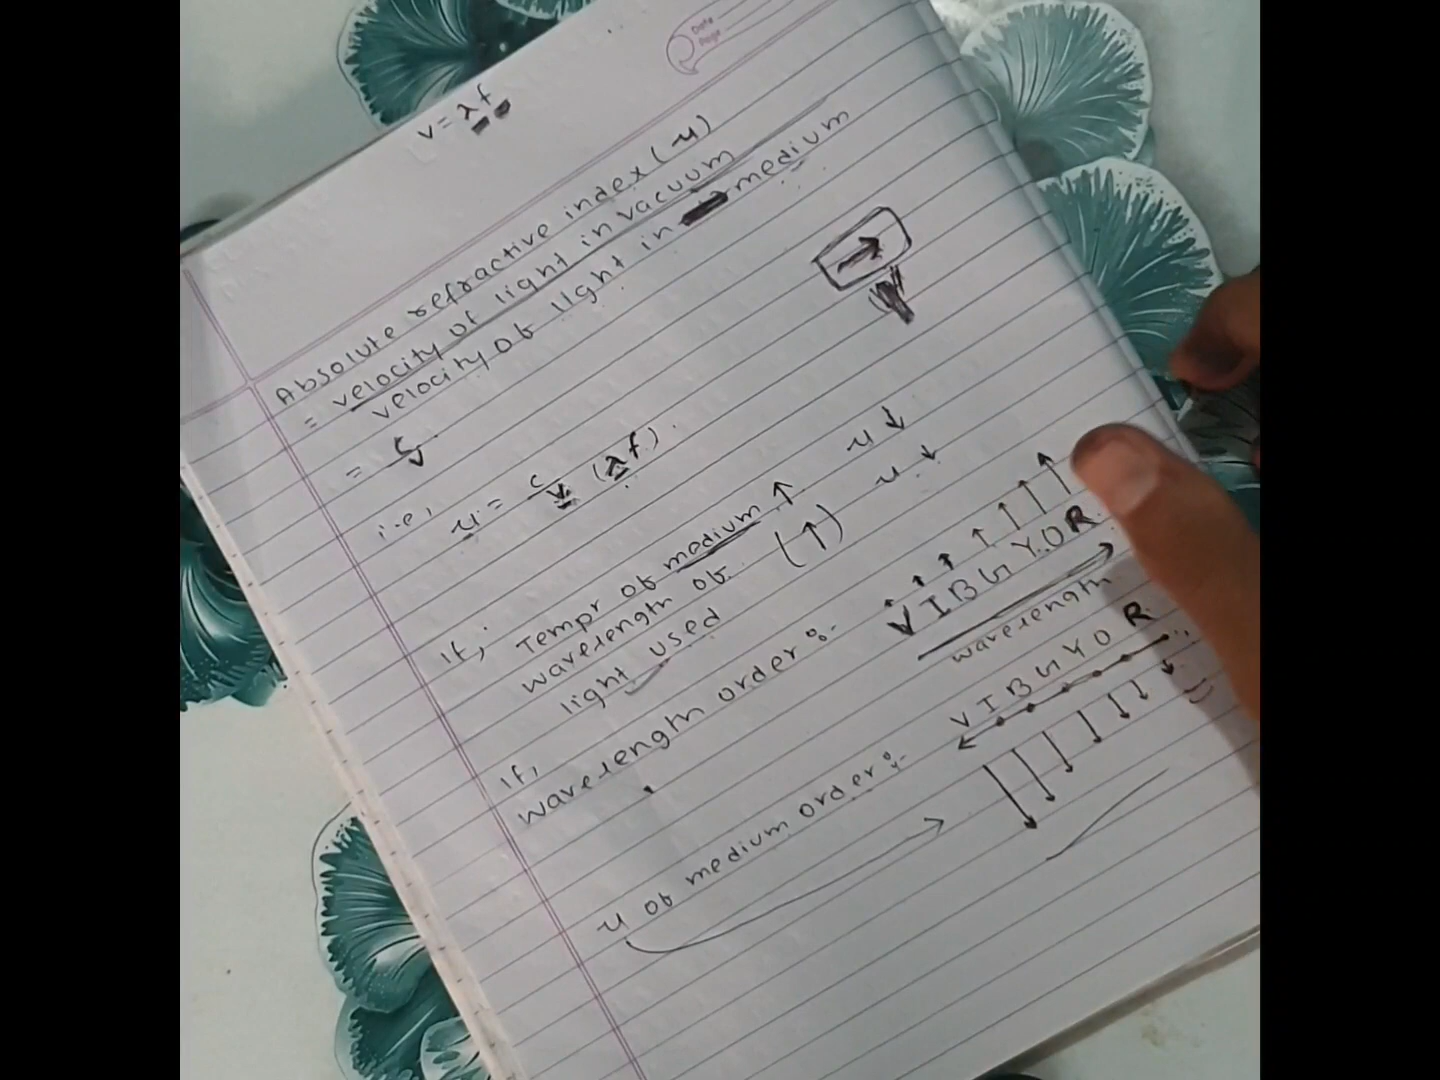 Date
Page
v = λf
Absolute refractive index (μ)
= velocity of light in vacuum
velocity of light in medium
= c/v
i.e, μ = c/v (λf).
If, Tempr of medium ↑ μ ↓
wavelength of (↑) μ ↓
light used
If,
wavelength order :- VIBGYOR
wavelength
μ of medium order :- VIBGYOR